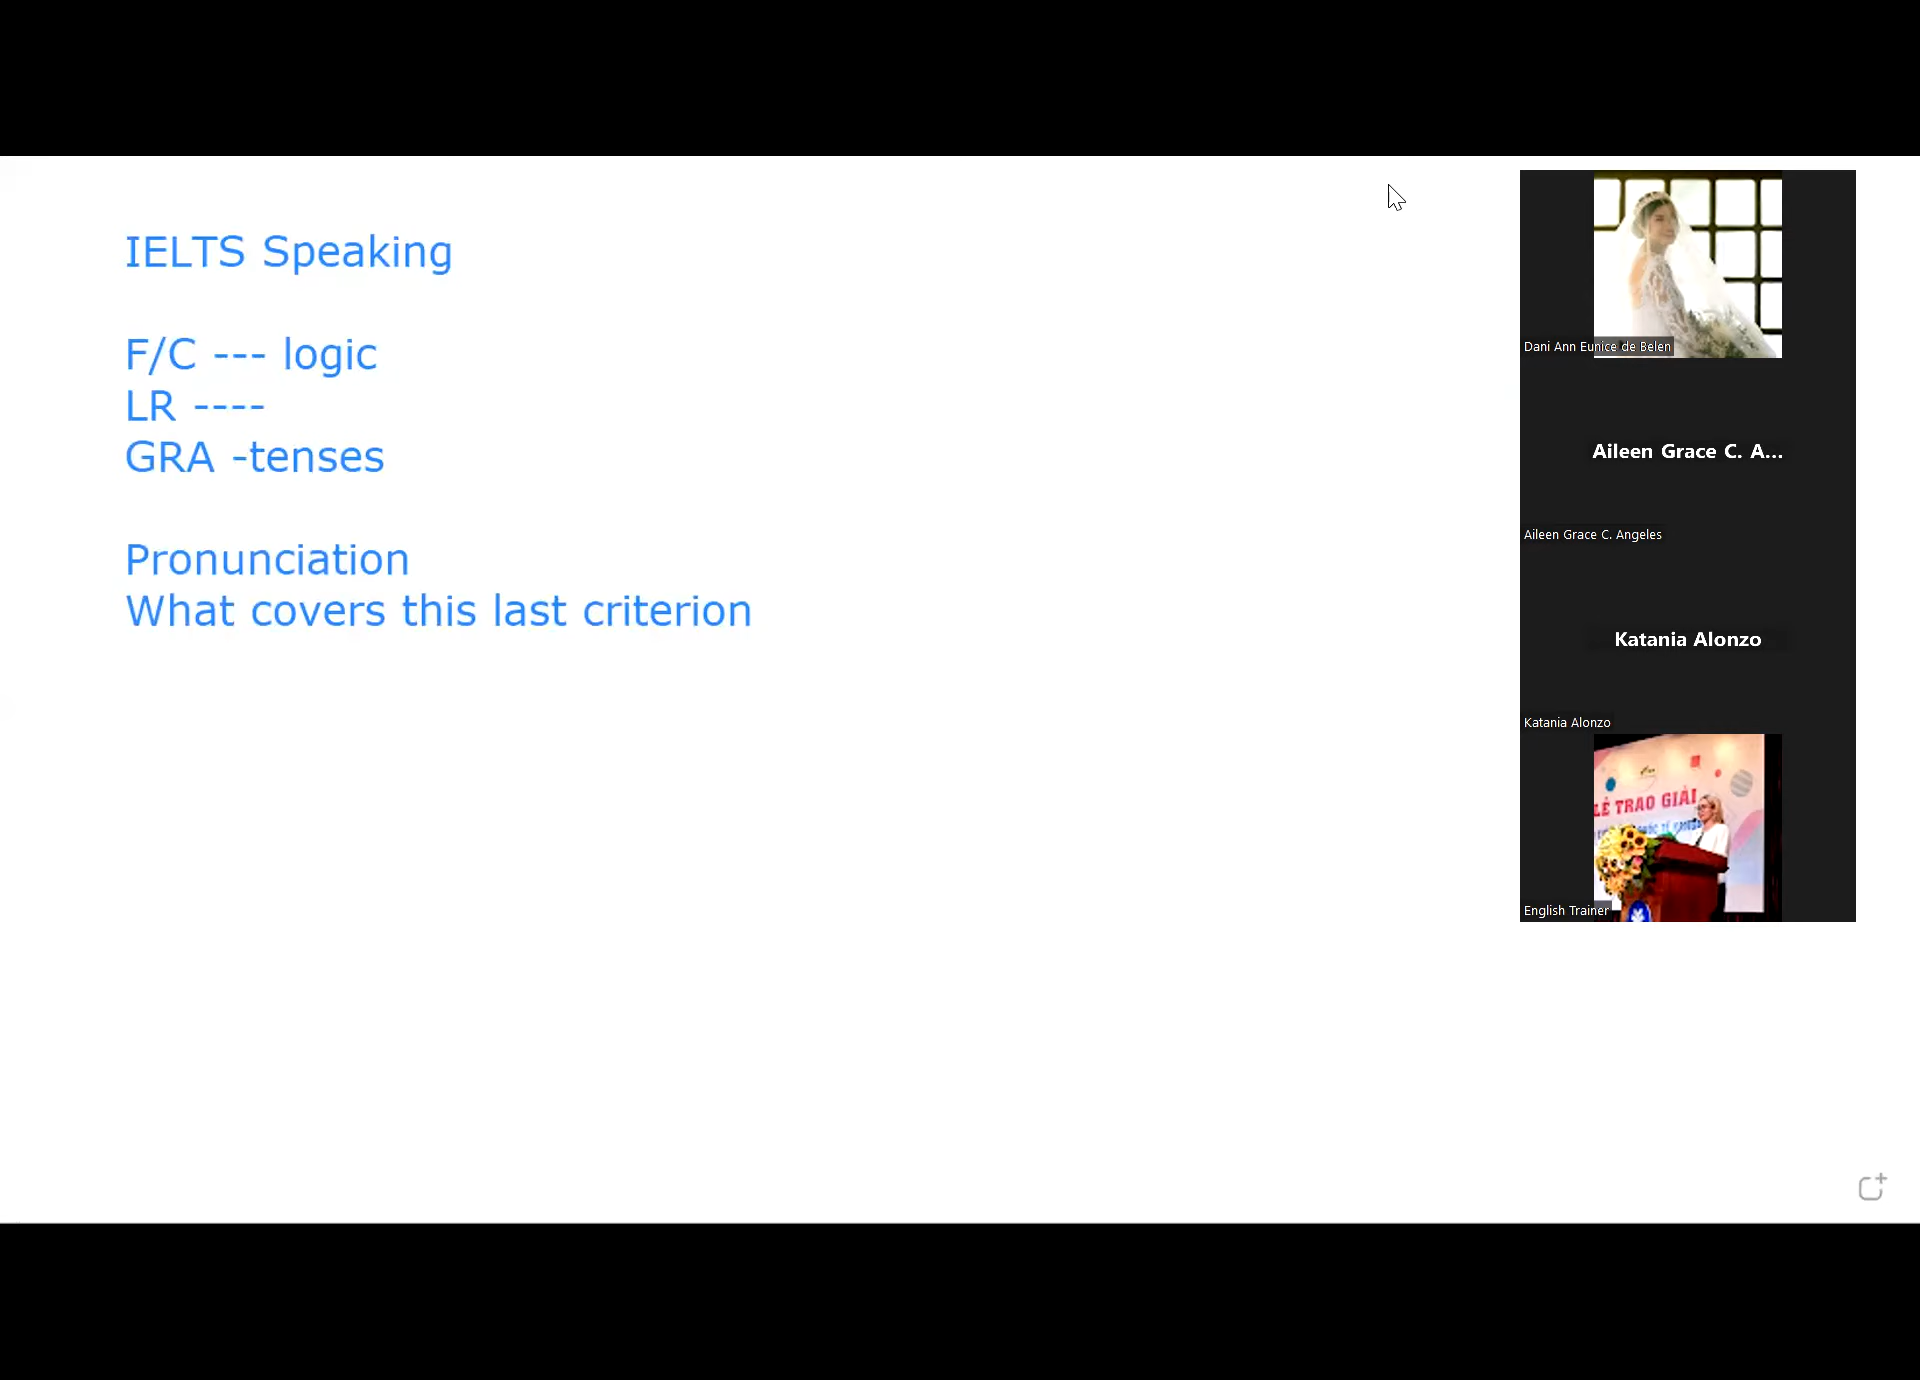 IELTS Speaking
F/C --- logic
LR ----
GRA -tenses
Pronunciation
What covers this last criterion
Dani Ann Eunice de Belen
Aileen Grace C. A...
Aileen Grace C. Angeles
Katania Alonzo
Katania Alonzo
LỄ TRAO GIẢI
English Trainer